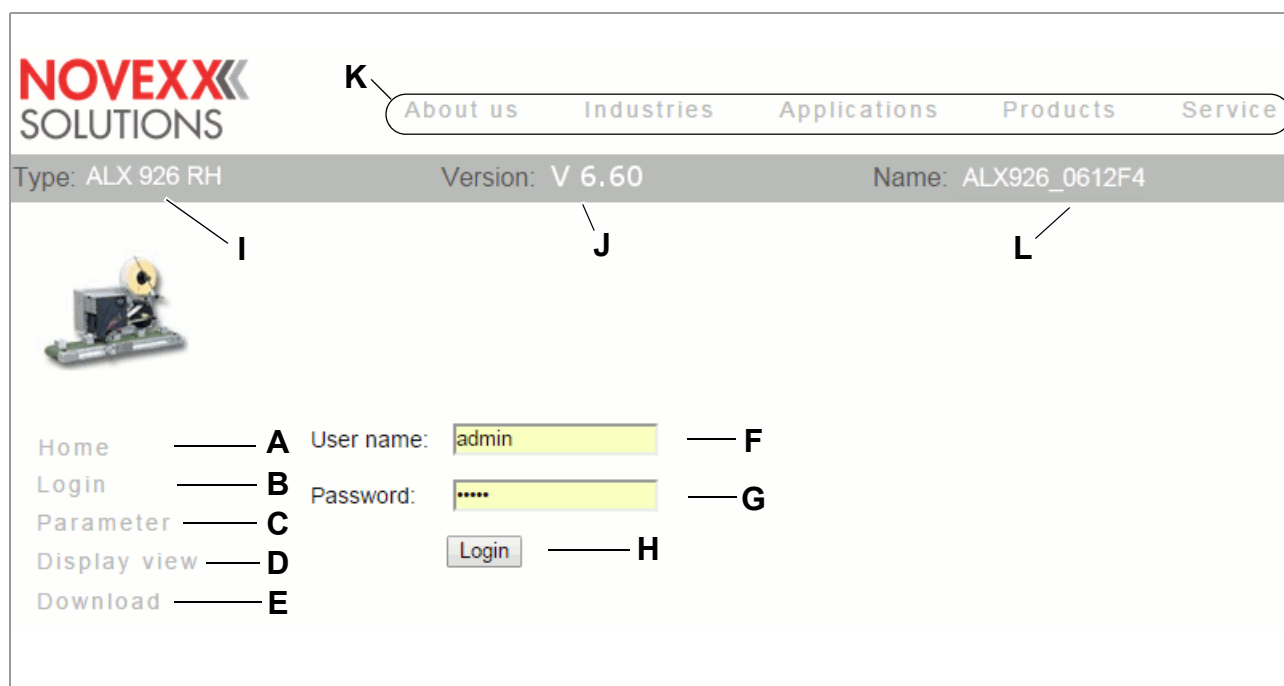 NOVEXX
SOLUTIONS
K
About us Industries Applications Products Service
Type: ALX 926 RH Version: V 6.60 Name: ALX926_0612F4
I J L
Home A User name: admin F
Login B
Password: ••••• G
Parameter C
Login H
Display view D
Download E